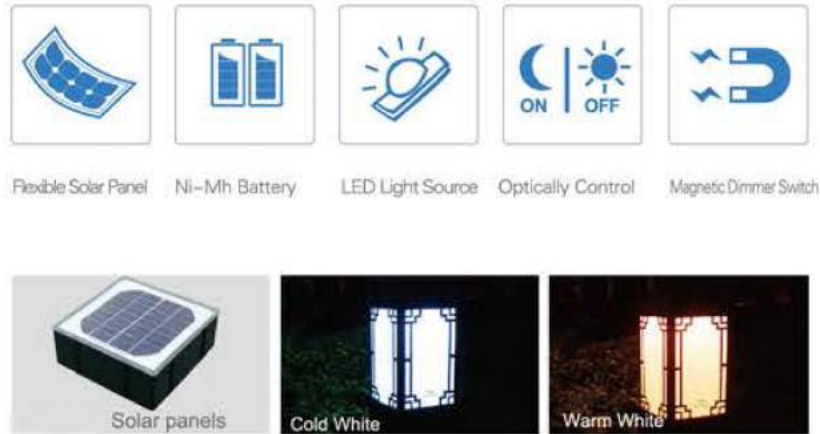 ON
OFF
Flexible Solar Panel
Ni-Mh Battery
LED Light Source
Optically Control
Magnetic Dimmer Switch
Solar panels
Cold White
Warm White